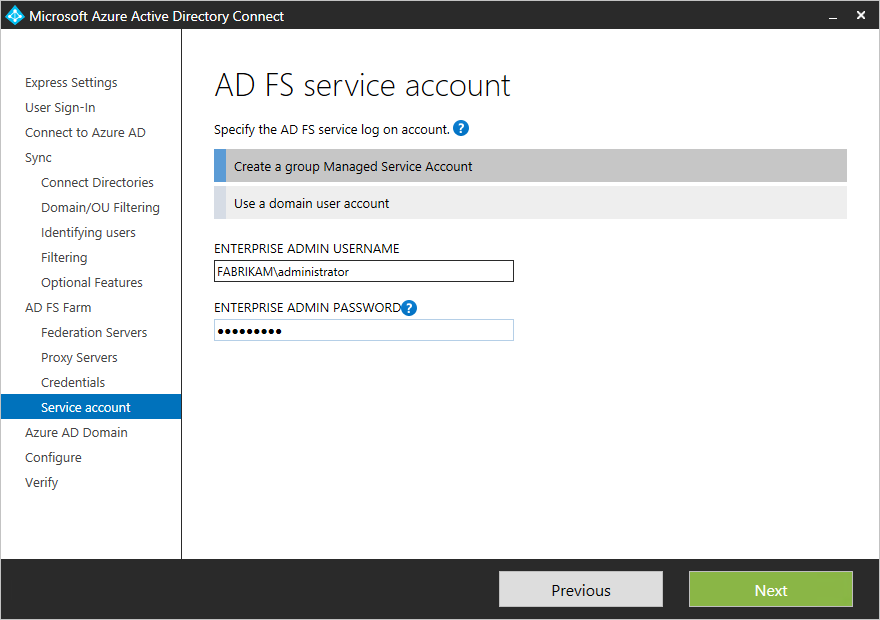 Microsoft Azure Active Directory Connect
Express Settings
User Sign-In
Connect to Azure AD
Sync
Connect Directories
Domain/OU Filtering
Identifying users
Filtering
Optional Features
AD FS Farm
Federation Servers
Proxy Servers
Credentials
Service account
Azure AD Domain
Configure
Verify
AD FS service account
Specify the AD FS service log on account. ?
Create a group Managed Service Account
Use a domain user account
ENTERPRISE ADMIN USERNAME
FABRIKAM\administrator
ENTERPRISE ADMIN PASSWORD ?
●●●●●●●●●
Previous
Next